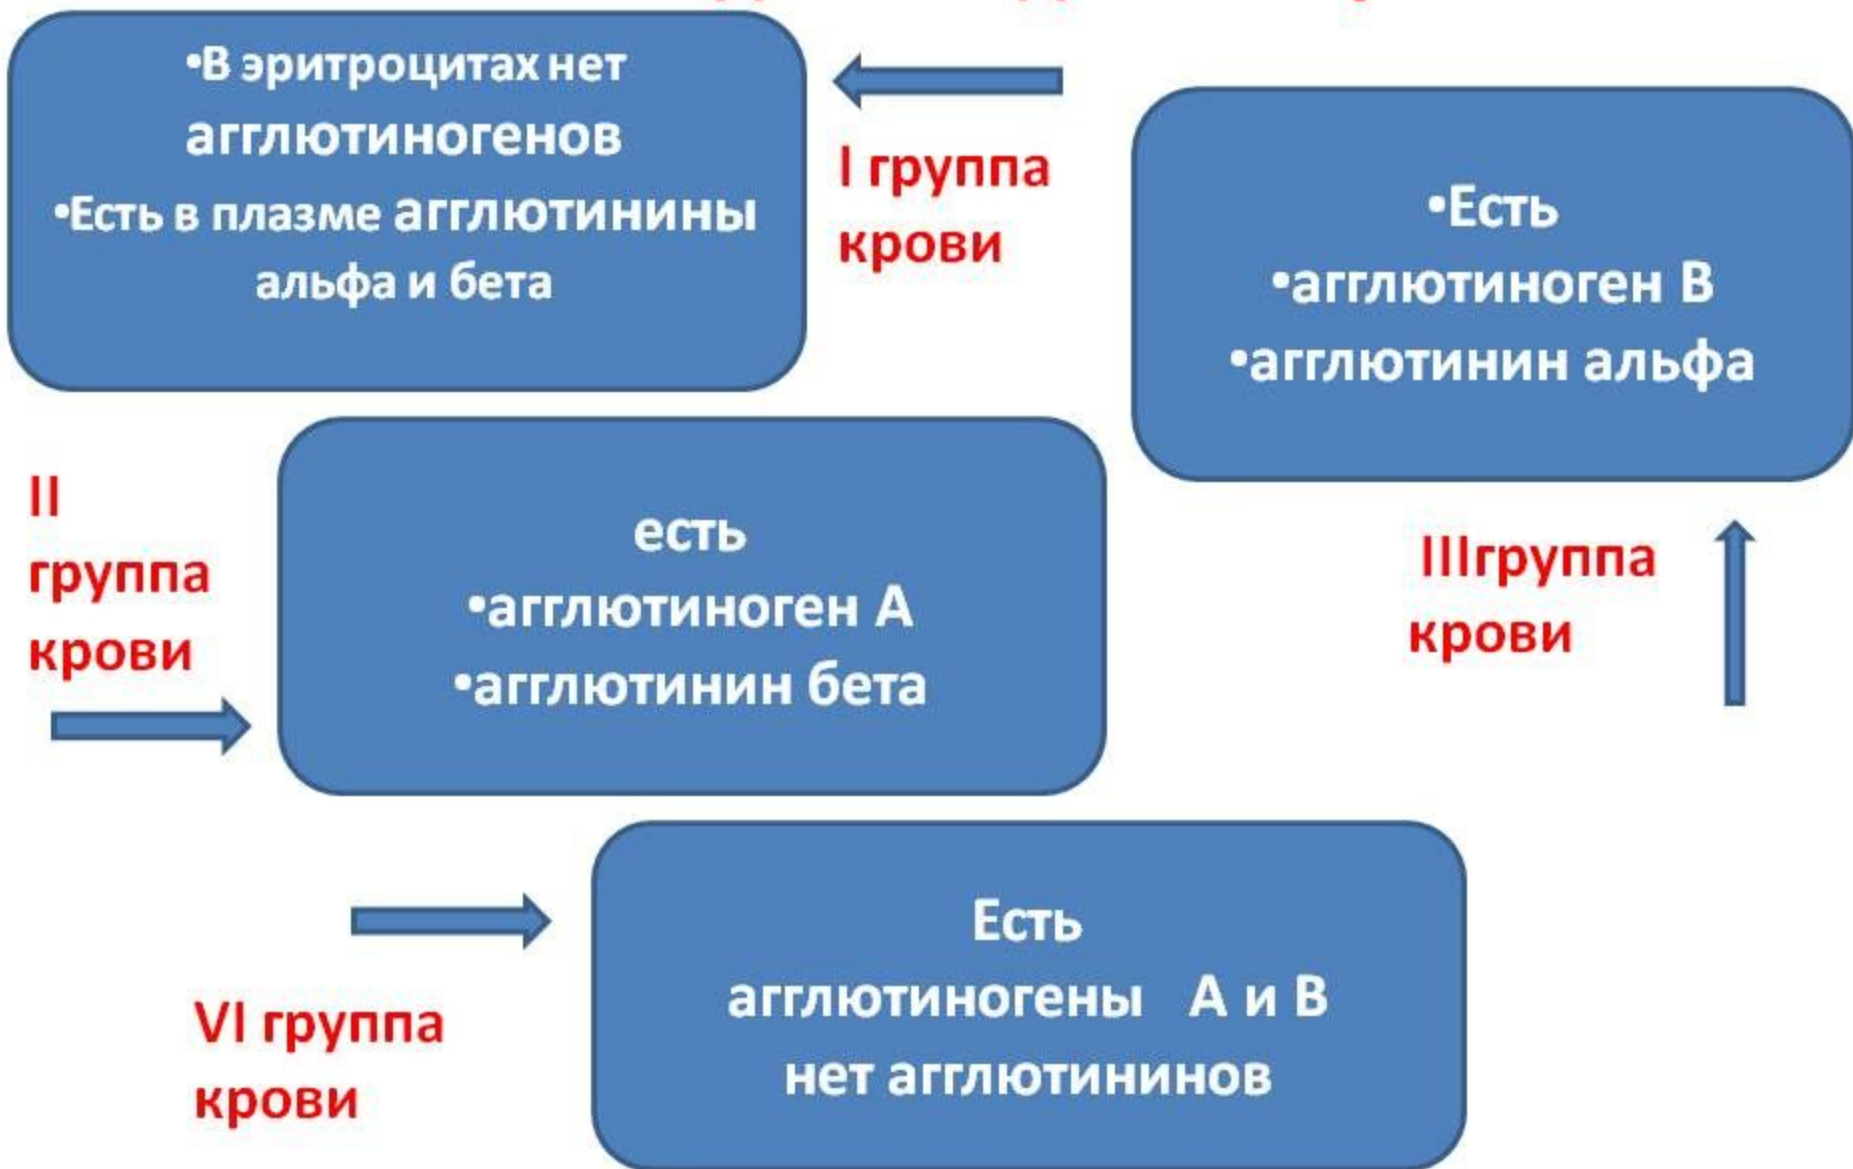 •В эритроцитах нет
агглютиногенов
•Есть в плазме агглютинины
альфа и бета
I группа
крови
•Есть
•агглютиноген В
•агглютинин альфа
II
группа
крови
есть
•агглютиноген А
•агглютинин бета
IIIгруппа
крови
VI группа
крови
Есть
агглютиногены А и В
нет агглютининов